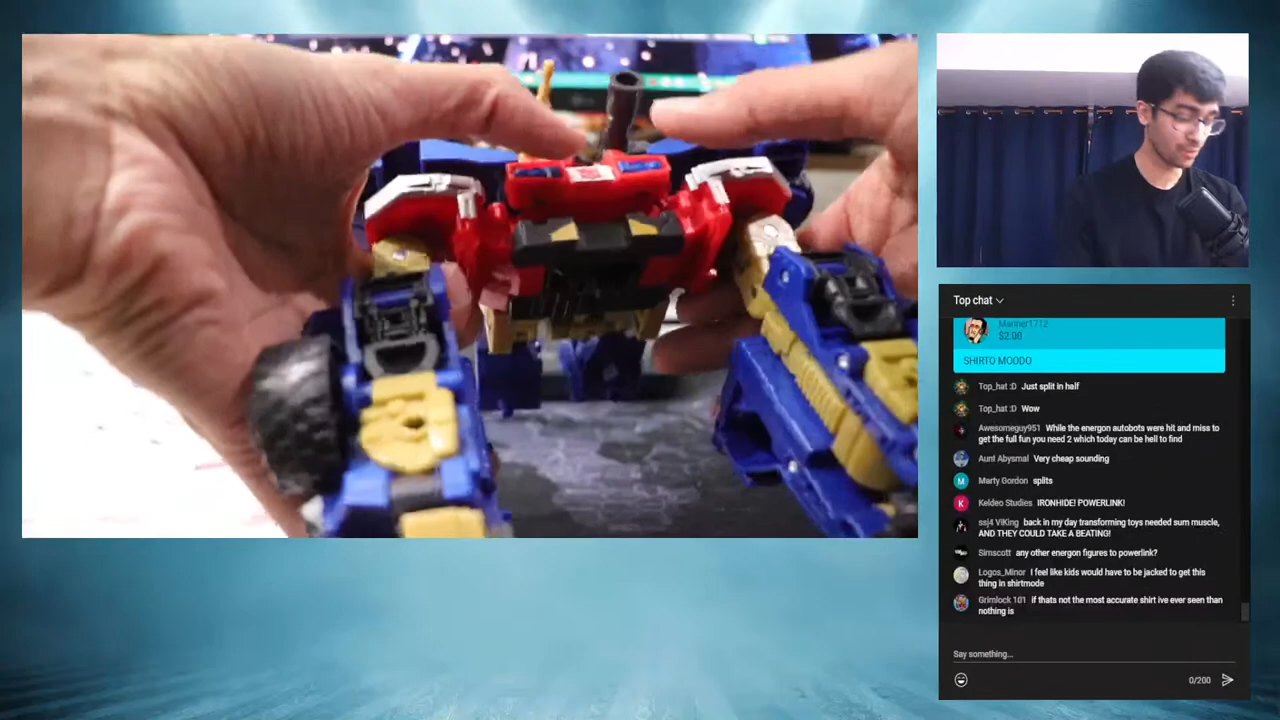 Top chat
Mariner1712
$2.00
SHIRTO MOODO
Top_hat :D Just split in half
Top_hat :D Wow
Awesomeguy951 While the energon autobots were hit and miss to
get the full fun you need 2 which today can be hell to find
Aunt Abysmal Very cheap sounding
M Marty Gordon splits
K Keldeo Studies IRONHIDE! POWERLINK!
ssj4 ViKing back in my day transforming toys needed sum muscle,
AND THEY COULD TAKE A BEATING!
Simscott any other energon figures to powerlink?
Logos_Minor I feel like kids would have to be jacked to get this
thing in shirtmode
Grimlock 101 if thats not the most accurate shirt ive ever seen than
nothing is
Say something...
0/200